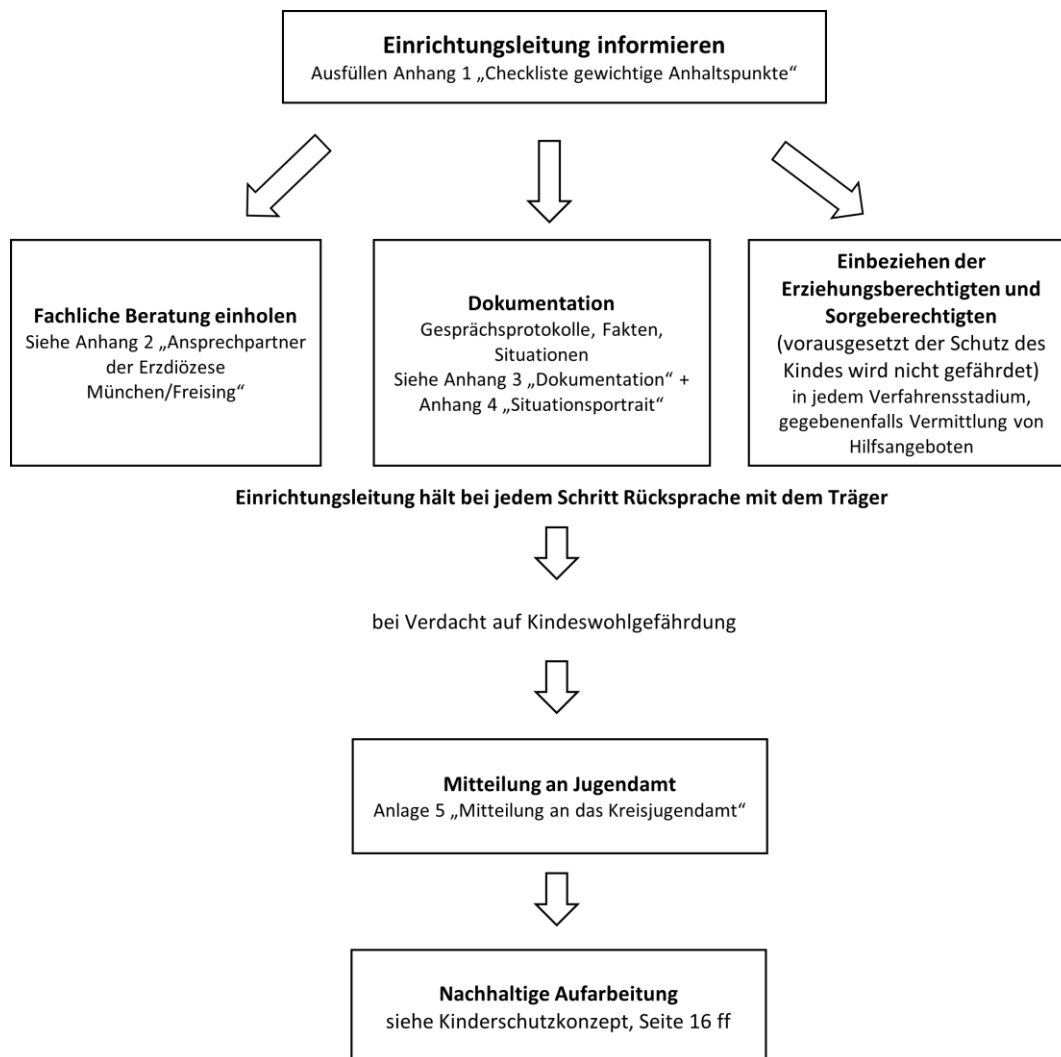 Einrichtungsleitung informieren
Ausfüllen Anhang 1 „Checkliste gewichtige Anhaltspunkte“
Fachliche Beratung einholen
Siehe Anhang 2 „Ansprechpartner
der Erzdiözese
München/Freising“
Dokumentation
Gesprächsprotokolle, Fakten,
Situationen
Siehe Anhang 3 „Dokumentation“ +
Anhang 4 „Situationsportrait“
Einbeziehen der
Erziehungsberechtigten und
Sorgeberechtigten
(vorausgesetzt der Schutz des
Kindes wird nicht gefährdet)
in jedem Verfahrensstadium,
gegebenenfalls Vermittlung von
Hilfsangeboten
Einrichtungsleitung hält bei jedem Schritt Rücksprache mit dem Träger
bei Verdacht auf Kindeswohlgefährdung
Mitteilung an Jugendamt
Anlage 5 „Mitteilung an das Kreisjugendamt“
Nachhaltige Aufarbeitung
siehe Kinderschutzkonzept, Seite 16 ff